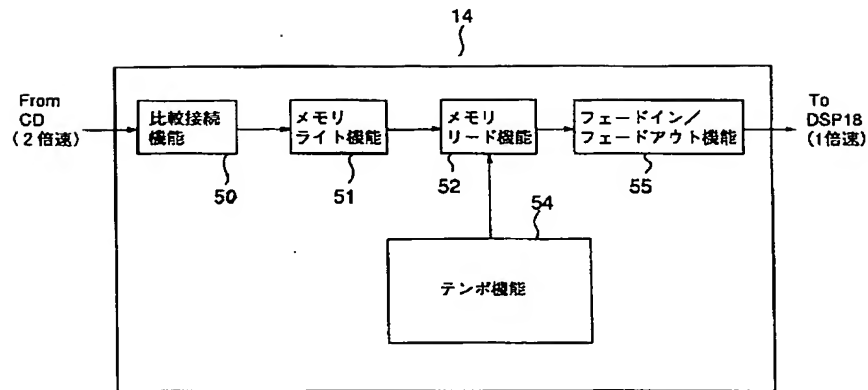 14
From
CD
(2倍速)
比較接続
機能
メモリ
ライト機能
メモリ
リード機能
フェードイン/
フェードアウト機能
To
DSP18
(1倍速)
50
51
52
55
54
テンポ機能